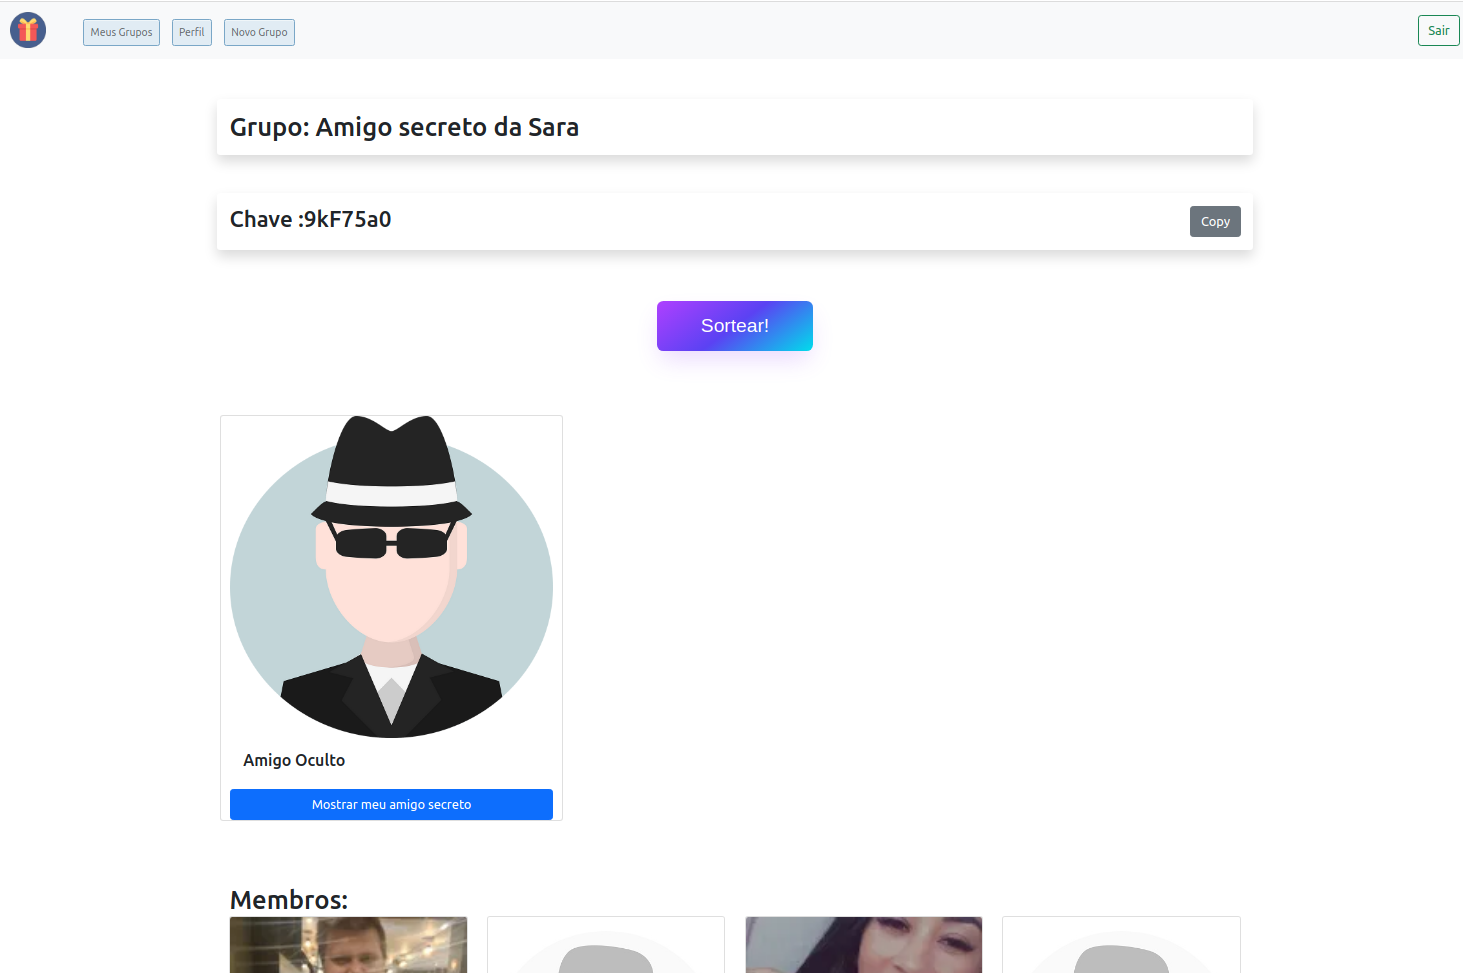 Meus Grupos Perfil Novo Grupo Sair
Grupo: Amigo secreto da Sara
Chave :9kF75a0 Copy
Sortear!
Amigo Oculto
Mostrar meu amigo secreto
Membros: